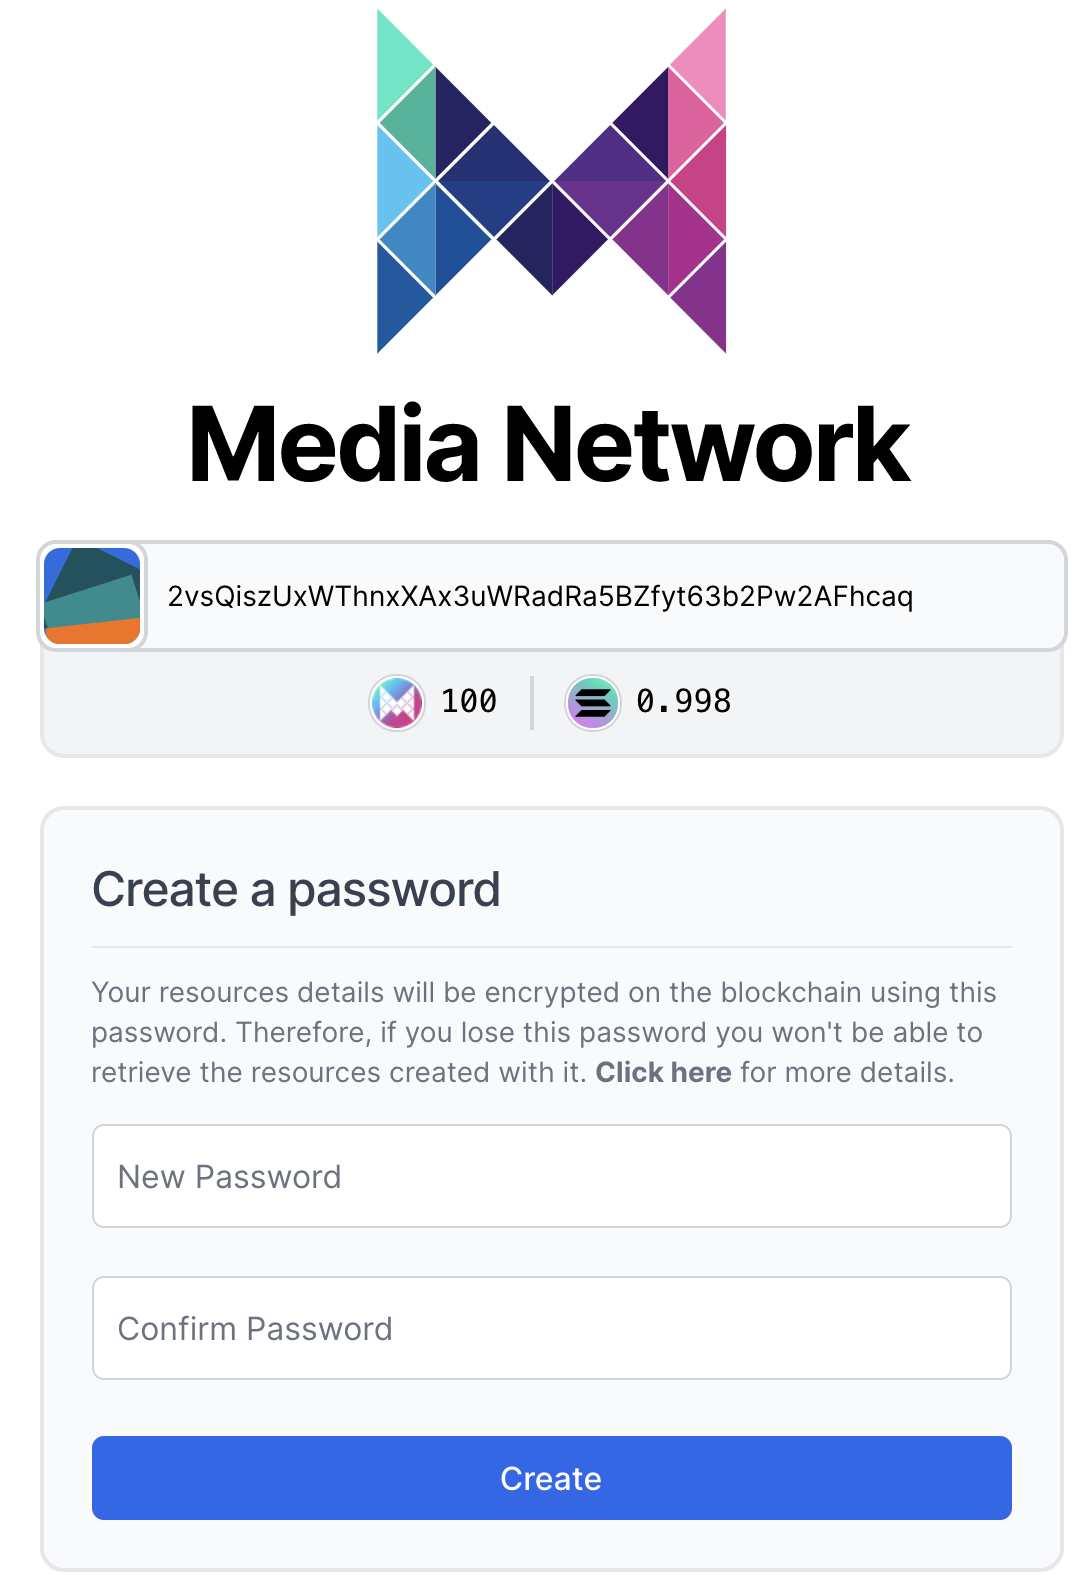 Media Network
2vsQiszUxWThnxXAx3uWRadRa5BZfyt63b2Pw2AFhcaq
100 0.998
Create a password
Your resources details will be encrypted on the blockchain using this
password. Therefore, if you lose this password you won't be able to
retrieve the resources created with it. Click here for more details.
New Password
Confirm Password
Create